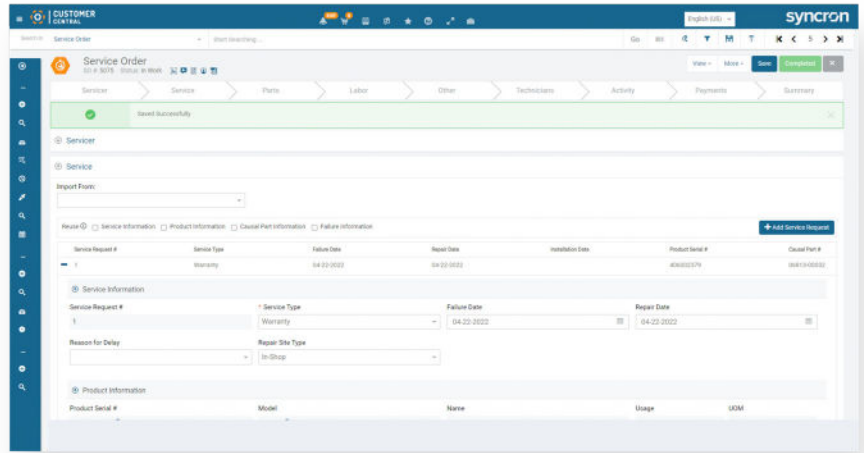 CUSTOMER CENTRAL
English (US)
syncron
Search In Service Order Start Searching... Go 5
Service Order
SO #: 5075 Status: In Work
View More Save Completed
Servicer Service Parts Labor Other Technicians Activity Payments Summary
Saved Successfully
Servicer
Service
Import From:
Reuse Service Information Product Information Causal Part Information Failure Information
Add Service Request
Service Request # Service Type Failure Date Repair Date Installation Date Product Serial # Causal Part #
1 Warranty 04-22-2022 04-22-2022
Service Information
Service Request # * Service Type Failure Date Repair Date
1 Warranty 04-22-2022 04-22-2022
Reason for Delay Repair Site Type
In-Shop
Product Information
Product Serial # Model Name Usage UOM